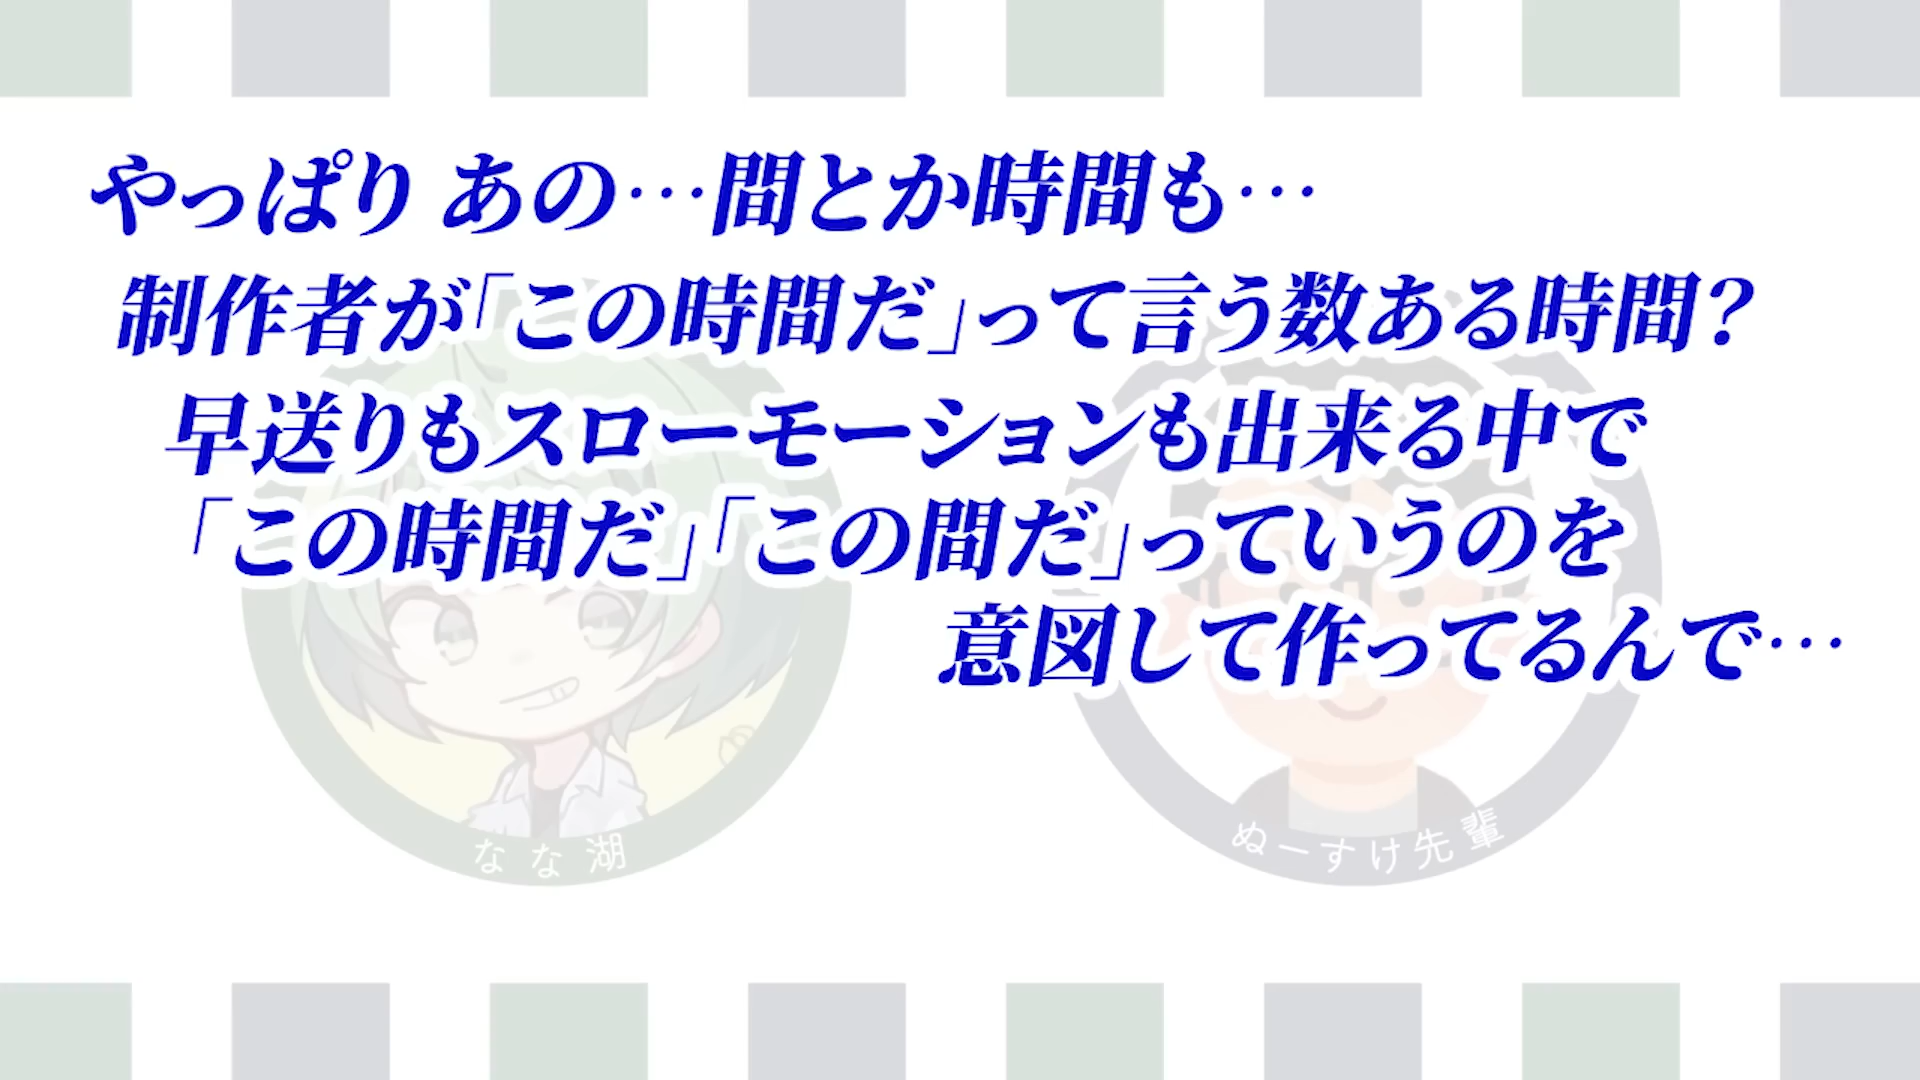 やっぱり あの…間とか時間も…
制作者が「この時間だ」って言う数ある時間？
早送りもスローモーションも出来る中で
「この時間だ」「この間だ」っていうのを
意図して作ってるんで…
なな湖
ぬーすけ先輩